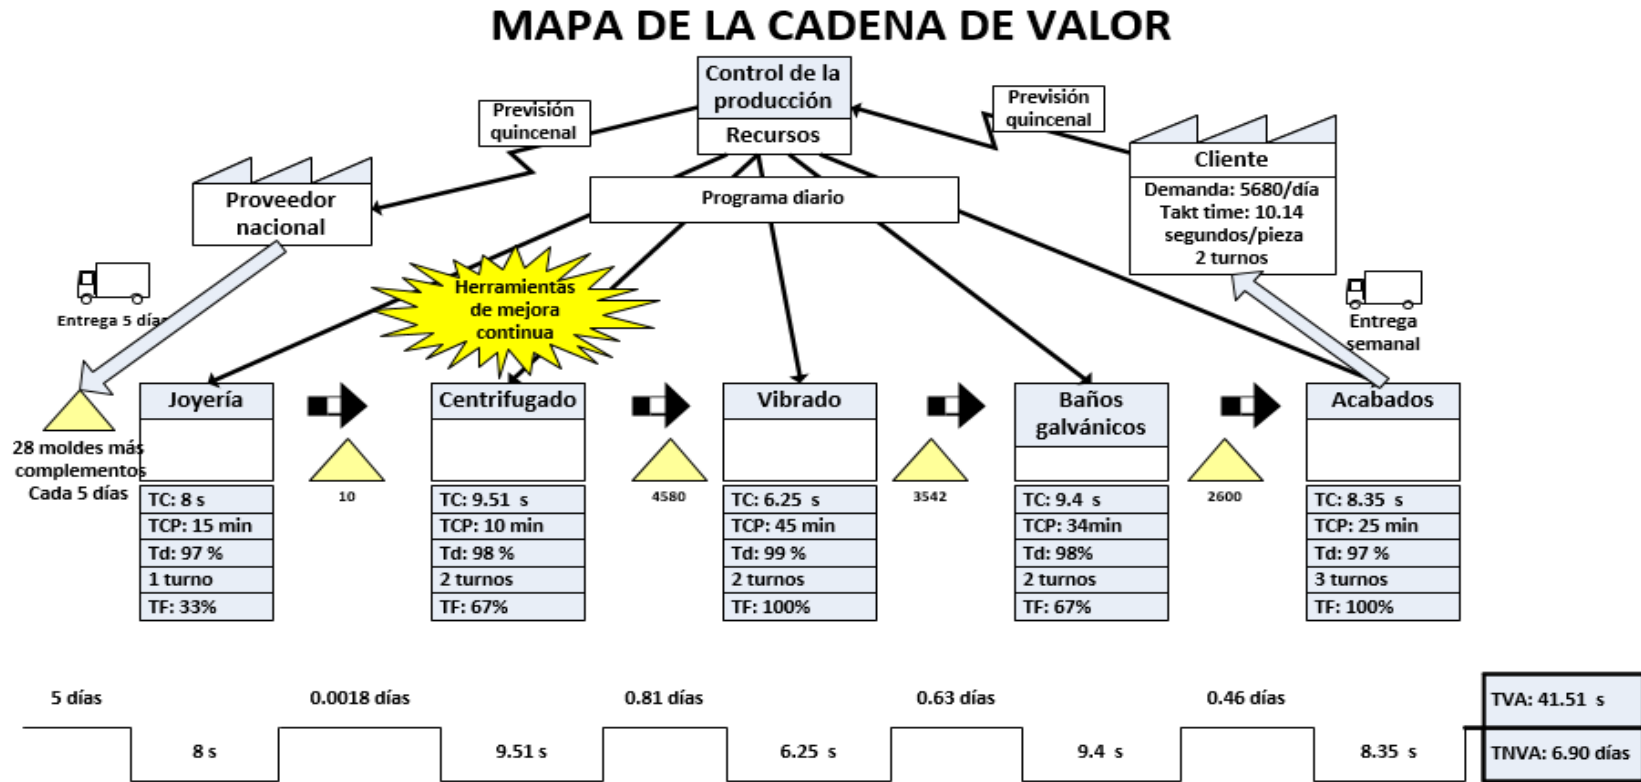 MAPA DE LA CADENA DE VALOR
Control de la
producción
Recursos
Previsión
quincenal
Previsión
quincenal
Proveedor
nacional
Programa diario
Cliente
Demanda: 5680/día
Takt time: 10.14
segundos/pieza
2 turnos
Entrega 5 días
Herramientas
de mejora
continua
Entrega
semanal
28 moldes más
complementos
Cada 5 días
Joyería
TC: 8 s
TCP: 15 min
Td: 97 %
1 turno
TF: 33%
10
Centrifugado
TC: 9.51 s
TCP: 10 min
Td: 98 %
2 turnos
TF: 67%
4580
Vibrado
TC: 6.25 s
TCP: 45 min
Td: 99 %
2 turnos
TF: 100%
3542
Baños
galvánicos
TC: 9.4 s
TCP: 34min
Td: 98%
2 turnos
TF: 67%
2600
Acabados
TC: 8.35 s
TCP: 25 min
Td: 97 %
3 turnos
TF: 100%
5 días
0.0018 días
0.81 días
0.63 días
0.46 días
TVA: 41.51 s
8 s
9.51 s
6.25 s
9.4 s
8.35 s
TNVA: 6.90 días